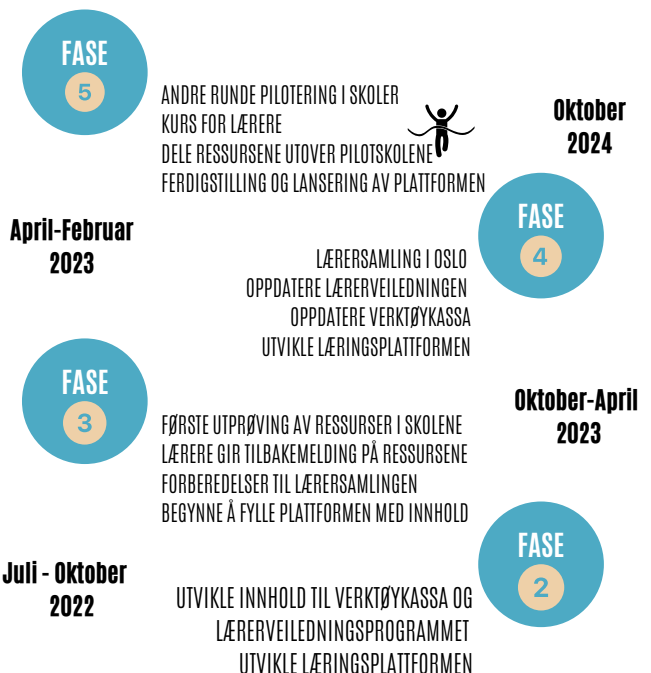 FASE
5
ANDRE RUNDE PILOTERING I SKOLER
KURS FOR LÆRERE
DELE RESSURSENE UTOVER PILOTSKOLENE
FERDIGSTILLING OG LANSERING AV PLATTFORMEN
Oktober
2024
FASE
4
April-Februar
2023
LÆRERSAMLING I OSLO
OPPDATERE LÆRERVEILEDNINGEN
OPPDATERE VERKTØYKASSA
UTVIKLE LÆRINGSPLATTFORMEN
FASE
3
FØRSTE UTPRØVING AV RESSURSER I SKOLENE
LÆRERE GIR TILBAKEMELDING PÅ RESSURSENE
FORBEREDELSER TIL LÆRERSAMLINGEN
BEGYNNE Å FYLLE PLATTFORMEN MED INNHOLD
Oktober-April
2023
FASE
2
Juli - Oktober
2022
UTVIKLE INNHOLD TIL VERKTØYKASSA OG
LÆRERVEILEDNINGSPROGRAMMET
UTVIKLE LÆRINGSPLATTFORMEN